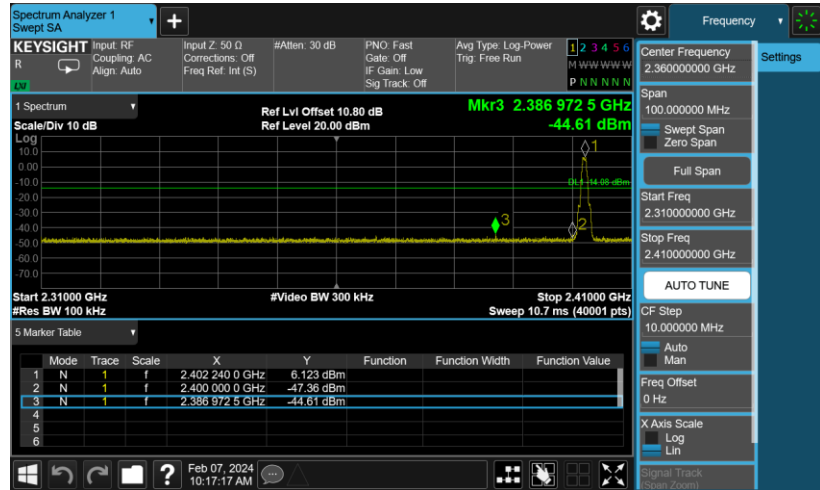 Spectrum Analyzer 1
Swept SA
Frequency
KEYSIGHT
R
LXI
Input: RF
Coupling: AC
Align: Auto
Input Z: 50 Ω
Corrections: Off
Freq Ref: Int (S)
#Atten: 30 dB
PNO: Fast
Gate: Off
IF Gain: Low
Sig Track: Off
Avg Type: Log-Power
Trig: Free Run
1 2 3 4 5 6
M W W W W W
P N N N N N
Center Frequency
2.360000000 GHz
Settings
Span
100.000000 MHz
Swept Span
Zero Span
Full Span
Start Freq
2.310000000 GHz
Stop Freq
2.410000000 GHz
AUTO TUNE
CF Step
10.000000 MHz
Auto
Man
Freq Offset
0 Hz
X Axis Scale
Log
Lin
Signal Track
(Span Zoom)
1 Spectrum
Scale/Div 10 dB
Ref Lvl Offset 10.80 dB
Ref Level 20.00 dBm
Mkr3 2.386 972 5 GHz
-44.61 dBm
Log
10.0
0.00
-10.0
-20.0
-30.0
-40.0
-50.0
-60.0
-70.0
1
DL1 -14.08 dBm
3
2
Start 2.31000 GHz
#Res BW 100 kHz
#Video BW 300 kHz
Stop 2.41000 GHz
Sweep 10.7 ms (40001 pts)
5 Marker Table
Mode Trace Scale X Y Function Function Width Function Value
1 N 1 f 2.402 240 0 GHz 6.123 dBm
2 N 1 f 2.400 000 0 GHz -47.36 dBm
3 N 1 f 2.386 972 5 GHz -44.61 dBm
4
5
6
?
Feb 07, 2024
10:17:17 AM